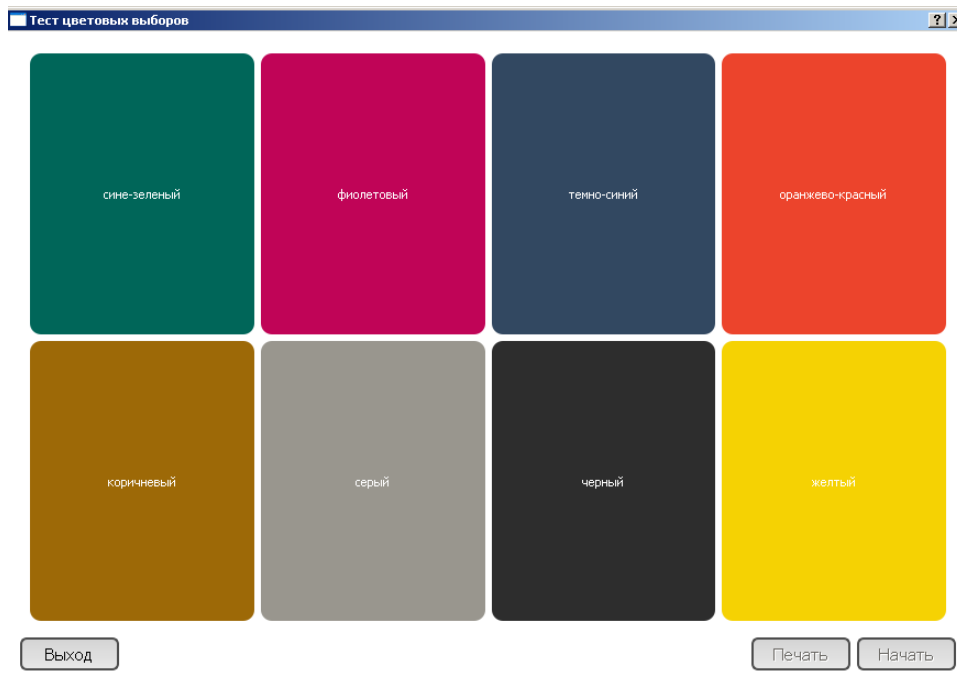 Тест цветовых выборов
сине-зеленый
фиолетовый
темно-синий
оранжево-красный
коричневый
серый
черный
желтый
Выход
Печать
Начать